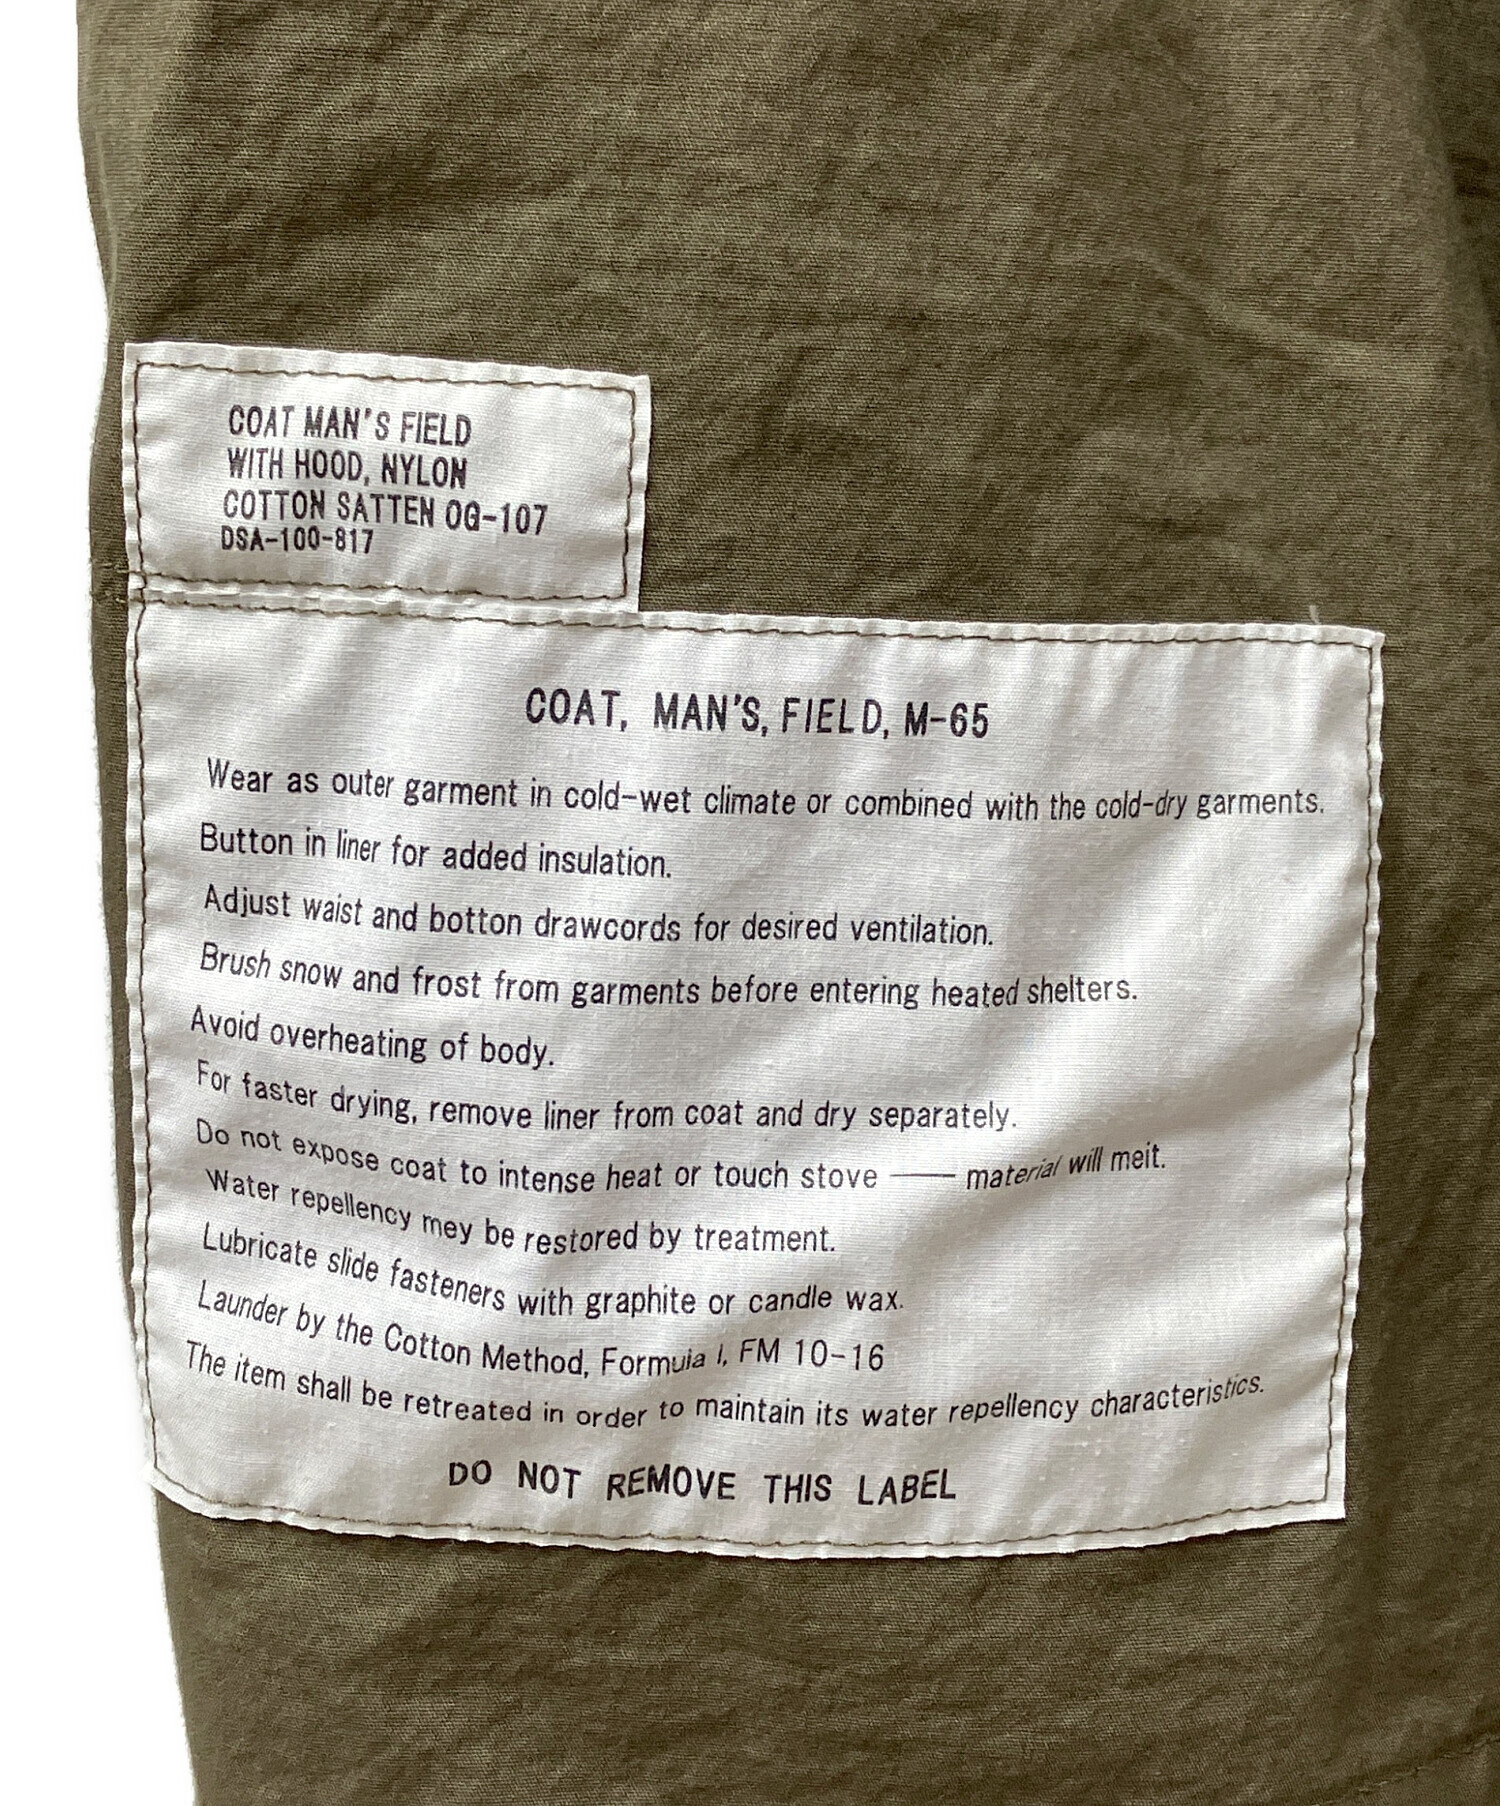 COAT MAN'S FIELD
WITH HOOD, NYLON
COTTON SATTEN OG-107
DSA-100-817
COAT, MAN'S, FIELD, M-65
Wear as outer garment in cold-wet climate or combined with the cold-dry garments.
Button in liner for added insulation.
Adjust waist and botton drawcords for desired ventilation.
Brush snow and frost from garments before entering heated shelters.
Avoid overheating of body.
For faster drying, remove liner from coat and dry separately.
Do not expose coat to intense heat or touch stove —— material will meit.
Water repellency mey be restored by treatment.
Lubricate slide fasteners with graphite or candle wax.
Launder by the Cotton Method, Formuia I, FM 10-16
The item shall be retreated in order to maintain its water repellency characteristics.
DO NOT REMOVE THIS LABEL